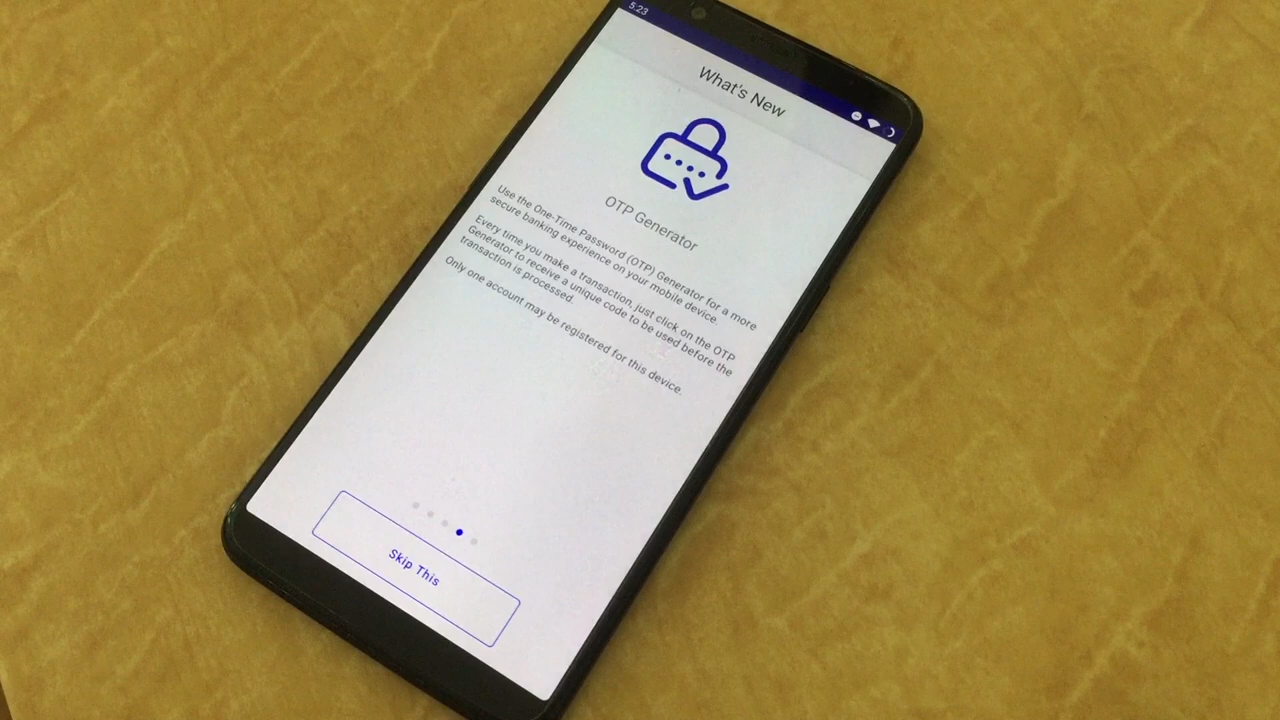 5:23
What's New
OTP Generator
Use the One-Time Password (OTP) Generator for a more
secure banking experience on your mobile device.
Every time you make a transaction, just click on the OTP
Generator to receive a unique code to be used before the
transaction is processed.
Only one account may be registered for this device.
Skip This